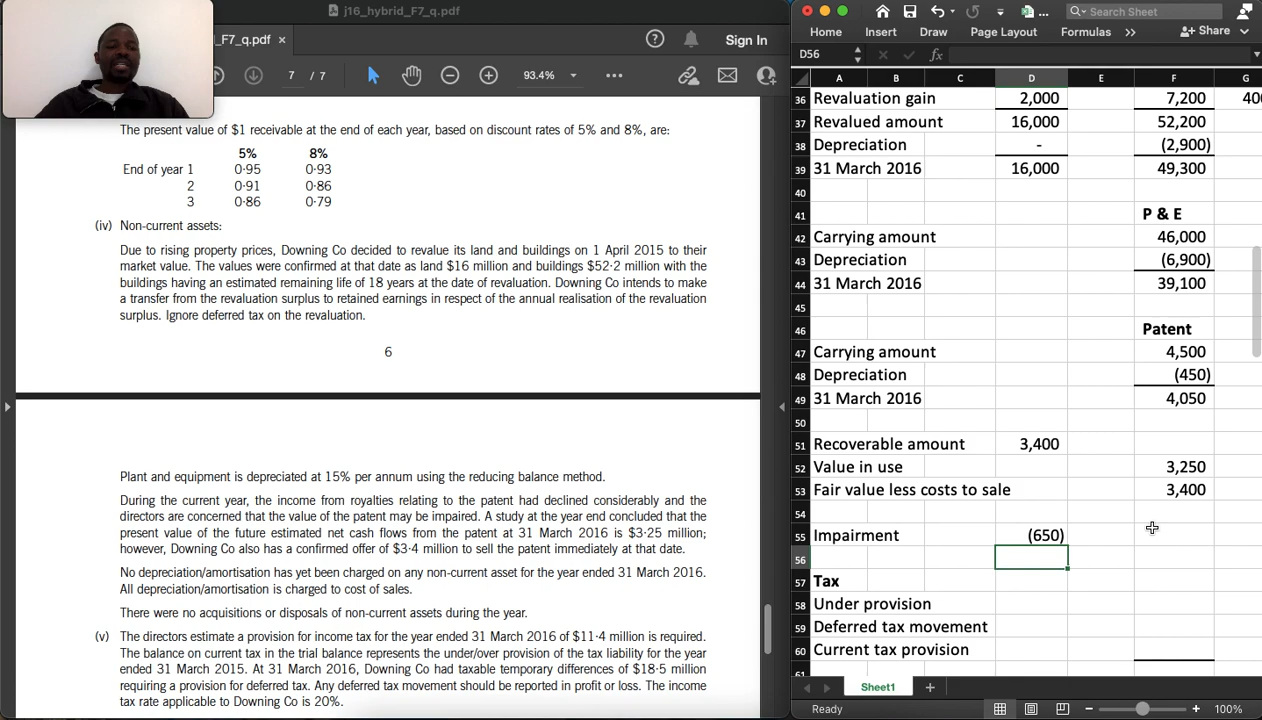 j16_hybrid_F7_q.pdf
_F7_q.pdf ×
Sign In
7 / 7
93.4%
The present value of $1 receivable at the end of each year, based on discount rates of 5% and 8%, are:
5% 8%
End of year 1 0·95 0·93
2 0·91 0·86
3 0·86 0·79
(iv) Non-current assets:
Due to rising property prices, Downing Co decided to revalue its land and buildings on 1 April 2015 to their
market value. The values were confirmed at that date as land $16 million and buildings $52·2 million with the
buildings having an estimated remaining life of 18 years at the date of revaluation. Downing Co intends to make
a transfer from the revaluation surplus to retained earnings in respect of the annual realisation of the revaluation
surplus. Ignore deferred tax on the revaluation.
6
Plant and equipment is depreciated at 15% per annum using the reducing balance method.
During the current year, the income from royalties relating to the patent had declined considerably and the
directors are concerned that the value of the patent may be impaired. A study at the year end concluded that the
present value of the future estimated net cash flows from the patent at 31 March 2016 is $3·25 million;
however, Downing Co also has a confirmed offer of $3·4 million to sell the patent immediately at that date.
No depreciation/amortisation has yet been charged on any non-current asset for the year ended 31 March 2016.
All depreciation/amortisation is charged to cost of sales.
There were no acquisitions or disposals of non-current assets during the year.
(v) The directors estimate a provision for income tax for the year ended 31 March 2016 of $11·4 million is required.
The balance on current tax in the trial balance represents the under/over provision of the tax liability for the year
ended 31 March 2015. At 31 March 2016, Downing Co had taxable temporary differences of $18·5 million
requiring a provision for deferred tax. Any deferred tax movement should be reported in profit or loss. The income
tax rate applicable to Downing Co is 20%.
... Search Sheet
Home Insert Draw Page Layout Formulas >> Share
D56 fx
A B C D E F G
36 Revaluation gain 2,000 7,200 400
37 Revalued amount 16,000 52,200
38 Depreciation - (2,900)
39 31 March 2016 16,000 49,300
40
41 P & E
42 Carrying amount 46,000
43 Depreciation (6,900)
44 31 March 2016 39,100
45
46 Patent
47 Carrying amount 4,500
48 Depreciation (450)
49 31 March 2016 4,050
50
51 Recoverable amount 3,400
52 Value in use 3,250
53 Fair value less costs to sale 3,400
54
55 Impairment (650)
56
57 Tax
58 Under provision
59 Deferred tax movement
60 Current tax provision
61
Sheet1 +
Ready 100%